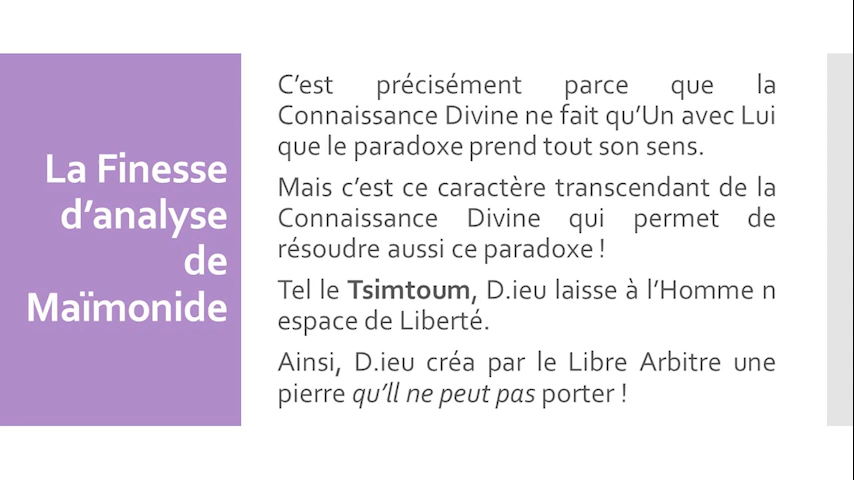 La Finesse
d’analyse
de
Maïmonide
C’est précisément parce que la
Connaissance Divine ne fait qu’Un avec Lui
que le paradoxe prend tout son sens.
Mais c’est ce caractère transcendant de la
Connaissance Divine qui permet de
résoudre aussi ce paradoxe !
Tel le Tsimtoum, D.ieu laisse à l’Homme n
espace de Liberté.
Ainsi, D.ieu créa par le Libre Arbitre une
pierre qu’Il ne peut pas porter !